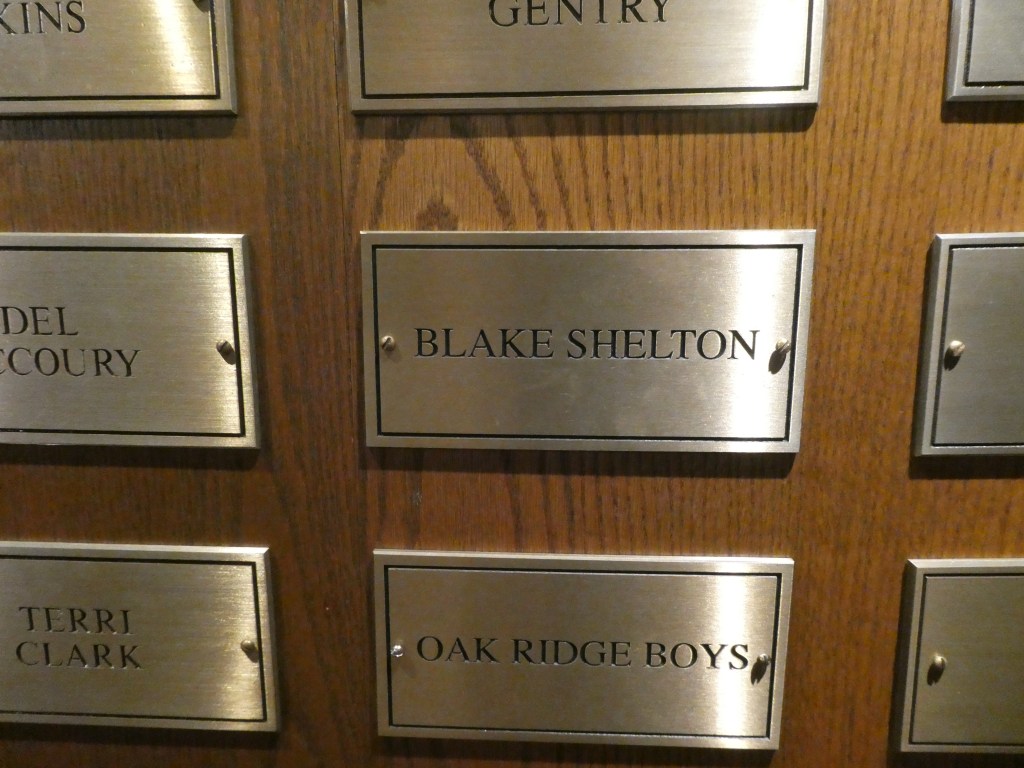 KINS
GENTRY
DEL
CCOURY
BLAKE SHELTON
TERRI
CLARK
OAK RIDGE BOYS